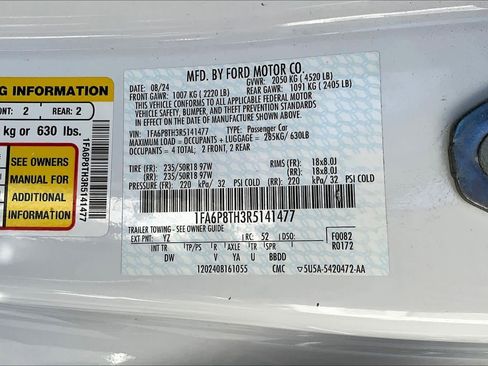 NG INFORMATION
ONT: 2 REAR: 2
kg or 630 lbs.
SEE OWNERS
MANUAL FOR
ADDITIONAL
INFORMATION
1FA6P8TH3R5141477
MFD. BY FORD MOTOR CO.
DATE: 08/24 GVWR: 2050 KG ( 4520 LB)
FRONT GAWR: 1007 KG ( 2220 LB) REAR GAWR: 1091 KG ( 2405 LB)
THIS VEHICLE CONFORMS TO ALL APPLICABLE FEDERAL MOTOR
VEHICLE SAFETY, BUMPER, AND THEFT PREVENTION STANDARDS
IN EFFECT ON THE DATE OF MANUFACTURE SHOWN ABOVE.
VIN: 1FA6P8TH3R5141477 TYPE: Passenger Car
MAXIMUM LOAD = OCCUPANTS + LUGGAGE = 285KG/ 630LB
OCCUPANTS = 4 TOTAL: 2 FRONT, 2 REAR
TIRE (FR): 235/50R18 97W RIMS (FR): 18x8.0J
(RR): 235/50R18 97W (RR): 18x8.0J
PRESSURE (FR) 220 kPa/ 32 PSI COLD (RR) 220 kPa/ 32 PSI COLD
1FA6P8TH3R5141477
TRAILER TOWING - SEE OWNER GUIDE
EXT PNT: YZ RC: 52 DSO: F0082
R0172
INT TR TP/PS R AXLE TR SPR
DW V YA U BBDD
1202408161055 CMC 5U5A-5420472-AA